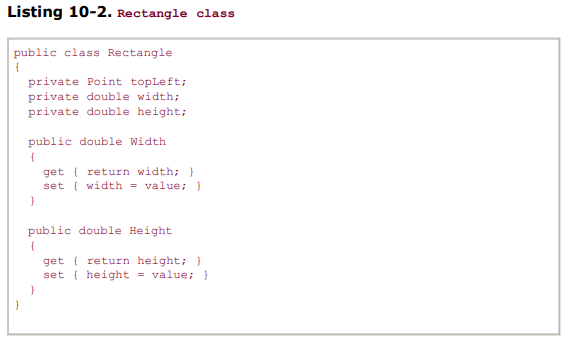 Listing 10-2. Rectangle class
public class Rectangle
{
  private Point topLeft;
  private double width;
  private double height;

  public double Width
  {
    get { return width; }
    set { width = value; }
  }

  public double Height
  {
    get { return height; }
    set { height = value; }
  }
}